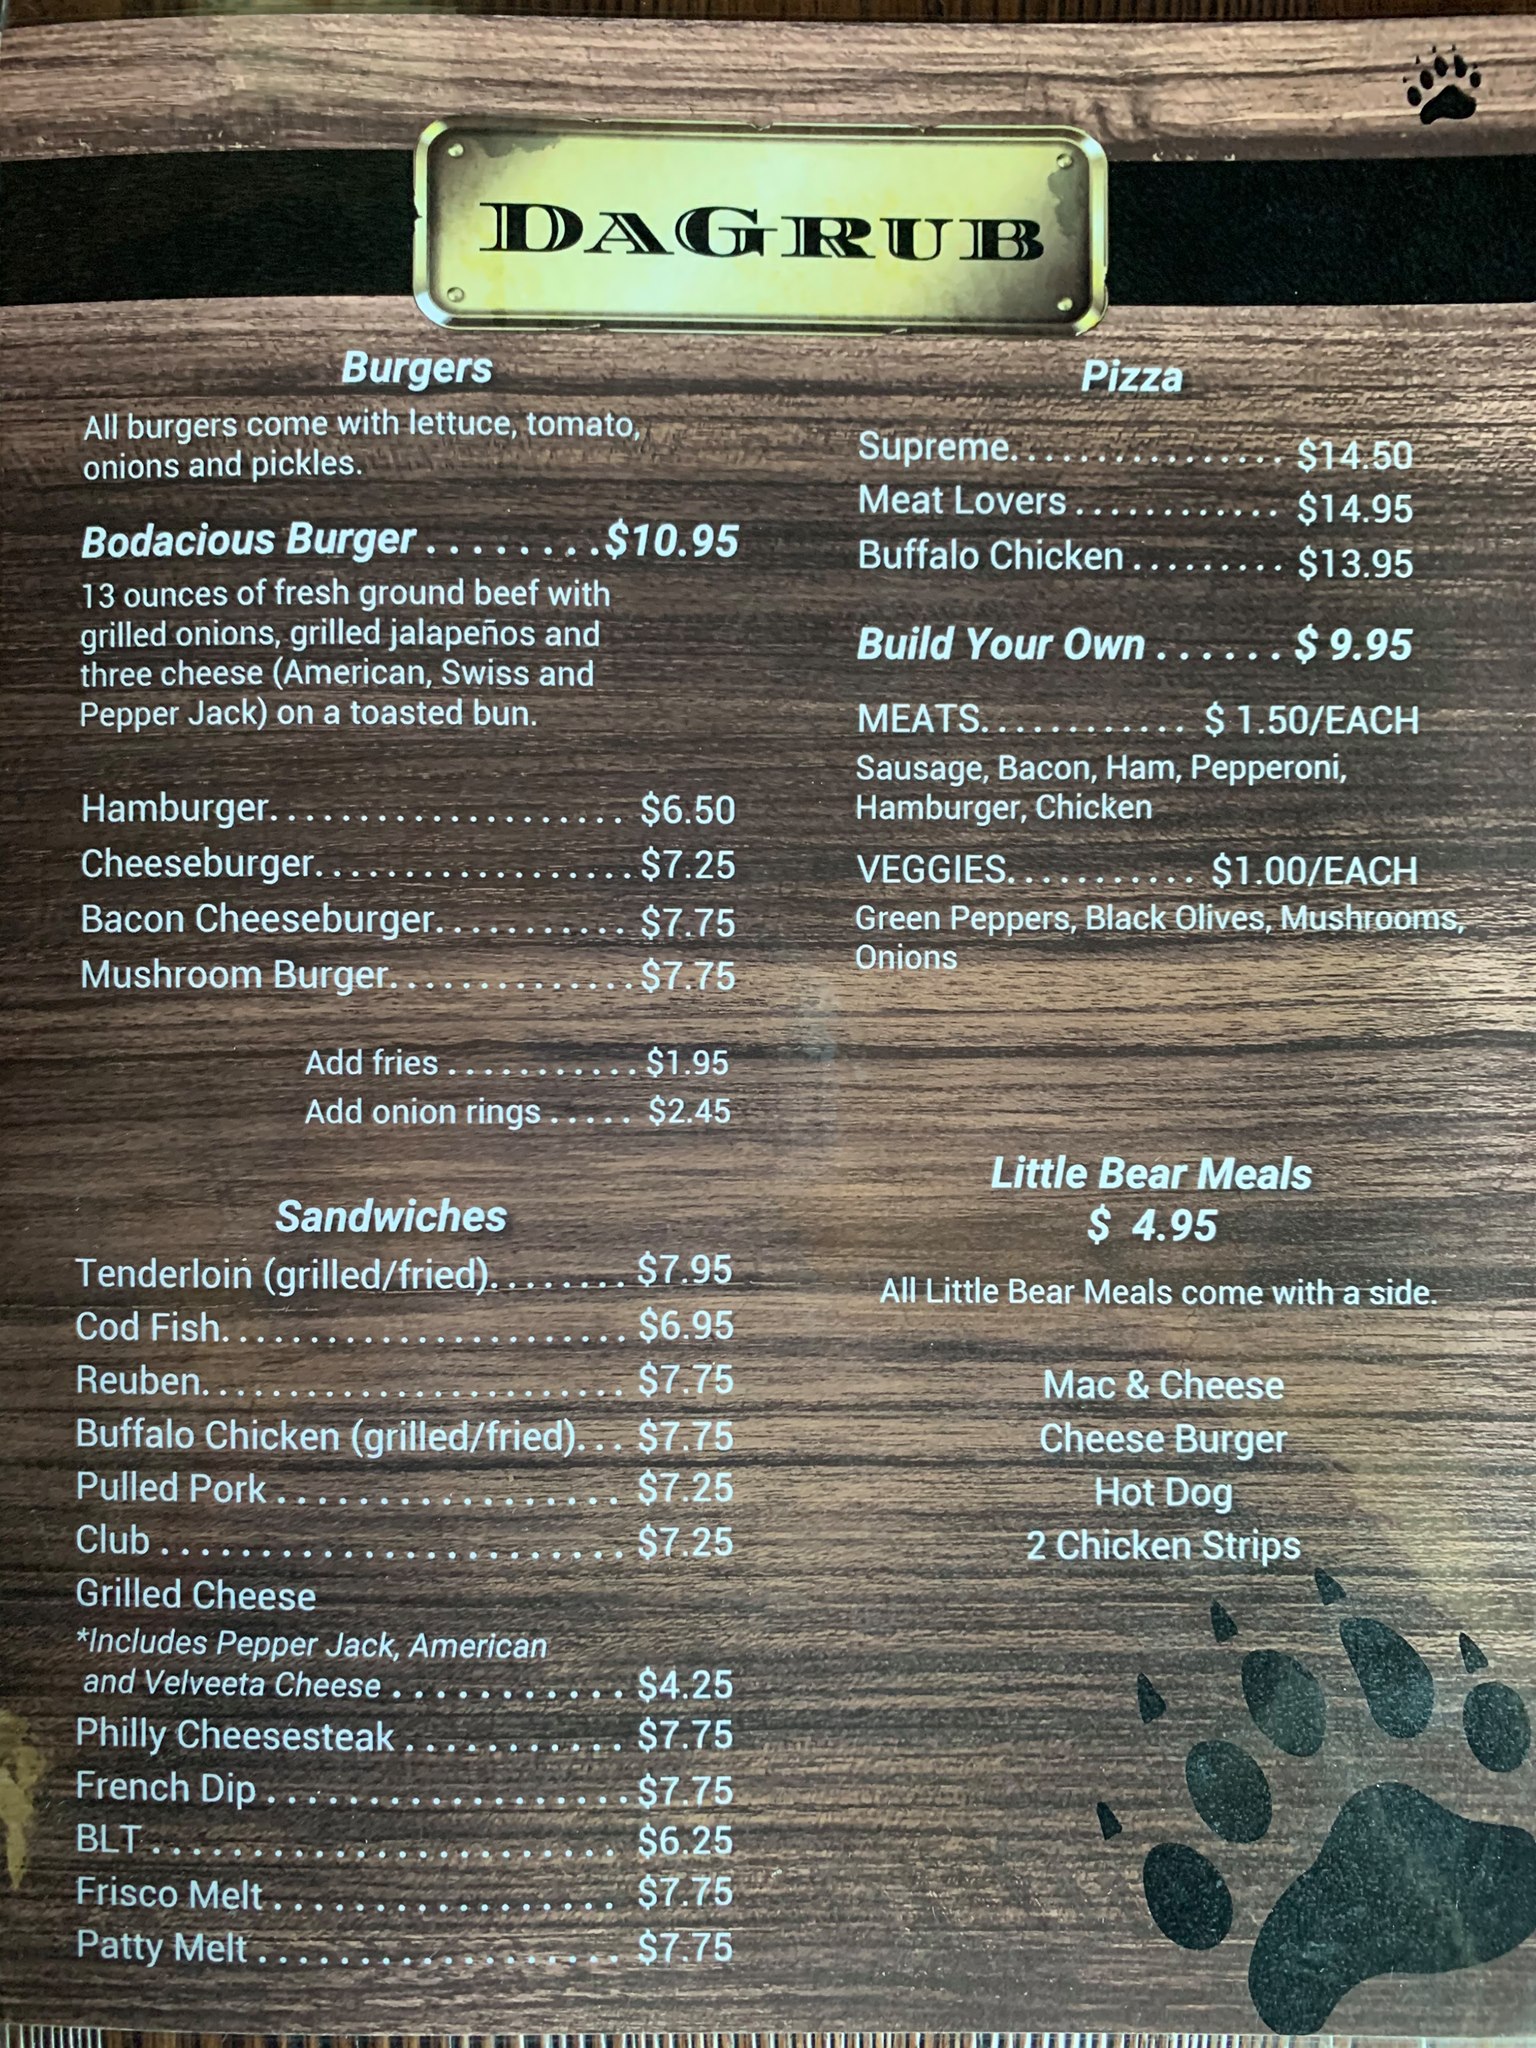 DAGRUB
Burgers
All burgers come with lettuce, tomato,
onions and pickles.
Bodacious Burger ........$10.95
13 ounces of fresh ground beef with
grilled onions, grilled jalapeños and
three cheese (American, Swiss and
Pepper Jack) on a toasted bun.
Hamburger.................... $6.50
Cheeseburger..................$7.25
Bacon Cheeseburger........... $7.75
Mushroom Burger..............$7.75
Add fries ........... $1.95
Add onion rings ..... $2.45
Sandwiches
Tenderloin (grilled/fried)........ $7.95
Cod Fish....................... $6.95
Reuben........................ $7.75
Buffalo Chicken (grilled/fried)... $7.75
Pulled Pork .................. $7.25
Club ........................ $7.25
Grilled Cheese
*Includes Pepper Jack, American
and Velveeta Cheese ........... $4.25
Philly Cheesesteak ........... $7.75
French Dip ..................$7.75
BLT........................ $6.25
Frisco Melt.................. $7.75
Patty Melt ................... $7.75
Pizza
Supreme................ $14.50
Meat Lovers ............ $14.95
Buffalo Chicken ......... $13.95
Build Your Own ...... $ 9.95
MEATS............ $ 1.50/EACH
Sausage, Bacon, Ham, Pepperoni,
Hamburger, Chicken
VEGGIES........... $1.00/EACH
Green Peppers, Black Olives, Mushrooms,
Onions
Little Bear Meals
$ 4.95
All Little Bear Meals come with a side.
Mac & Cheese
Cheese Burger
Hot Dog
2 Chicken Strips